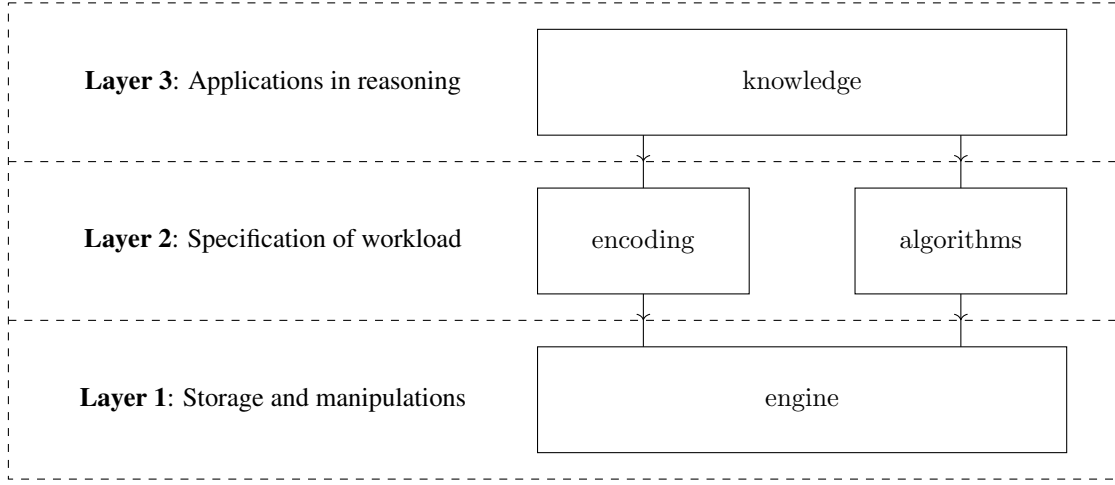 Layer 3: Applications in reasoning
knowledge
Layer 2: Specification of workload
encoding
algorithms
Layer 1: Storage and manipulations
engine